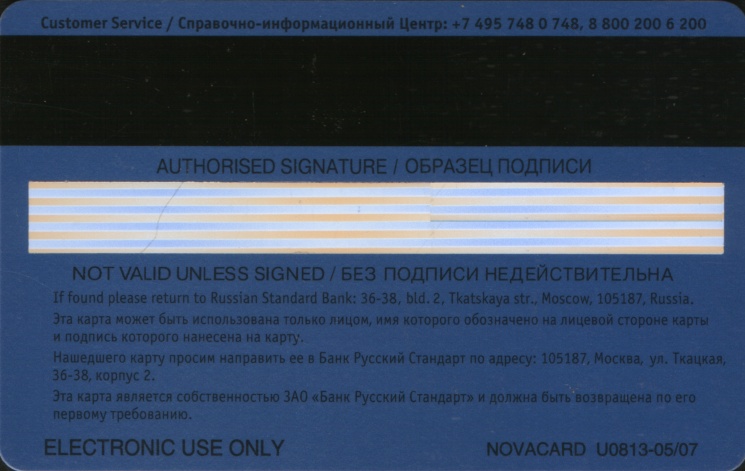 Customer Service / Справочно-информационный Центр: +7 495 748 0 748, 8 800 200 6 200
AUTHORISED SIGNATURE / ОБРАЗЕЦ ПОДПИСИ
NOT VALID UNLESS SIGNED / БЕЗ ПОДПИСИ НЕДЕЙСТВИТЕЛЬНА
If found please return to Russian Standard Bank: 36-38, bld. 2, Tkatskaya str., Moscow, 105187, Russia.
Эта карта может быть использована только лицом, имя которого обозначено на лицевой стороне карты
и подпись которого нанесена на карту.
Нашедшего карту просим направить ее в Банк Русский Стандарт по адресу: 105187, Москва, ул. Ткацкая,
36-38, корпус 2.
Эта карта является собственностью ЗАО «Банк Русский Стандарт» и должна быть возвращена по его
первому требованию.
ELECTRONIC USE ONLY
NOVACARD U0813-05/07